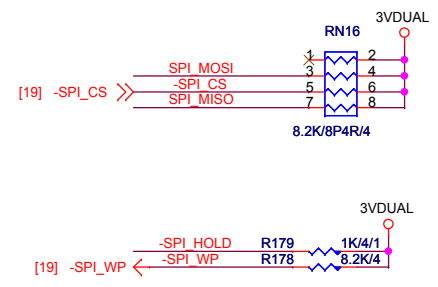 3VDUAL
RN16
1 2
SPI_MOSI 3 4
[19] -SPI_CS -SPI_CS 5 6
SPI_MISO 7 8
8.2K/8P4R/4
3VDUAL
-SPI_HOLD R179 1K/4/1
[19] -SPI_WP -SPI_WP R178 8.2K/4